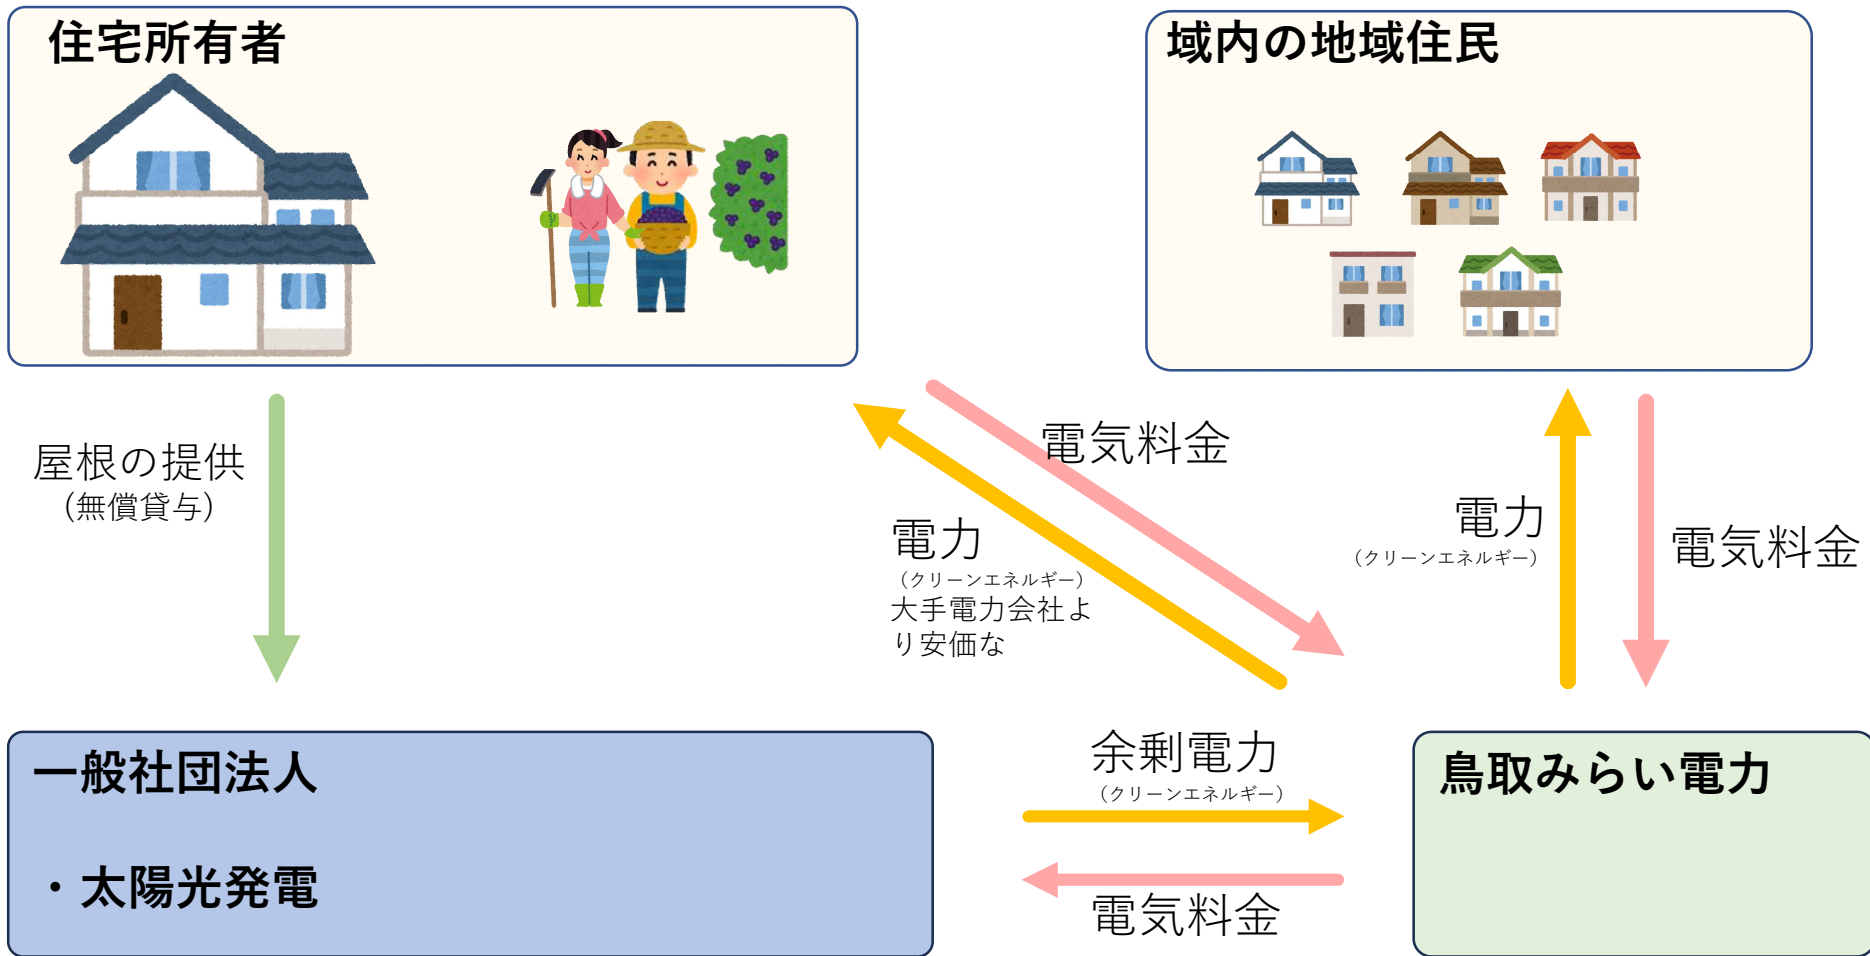 住宅所有者
域内の地域住民
屋根の提供
（無償貸与）
電気料金
電力
（クリーンエネルギー）
大手電力会社よ
り安価な
電力
（クリーンエネルギー）
電気料金
一般社団法人
・太陽光発電
余剰電力
（クリーンエネルギー）
電気料金
鳥取みらい電力